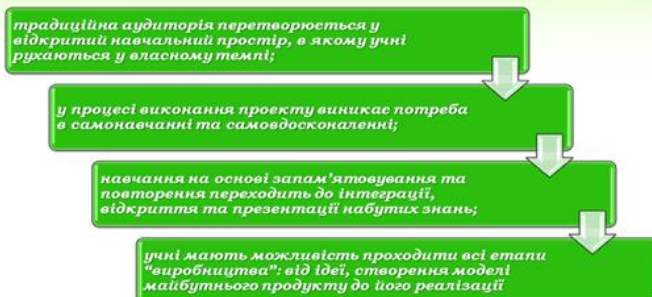 традиційна аудиторія перетворюється у
відкритий навчальний простір, в якому учні
рухаються у власному темпі;
у процесі виконання проекту виникає потреба
в самонавчанні та самовдосконаленні;
навчання на основі запам’ятовування та
повторення переходить до інтеграції,
відкриття та презентації набутих знань;
учні мають можливість проходити всі етапи
“виробництва”: від ідеї, створення моделі
майбутнього продукту до його реалізації